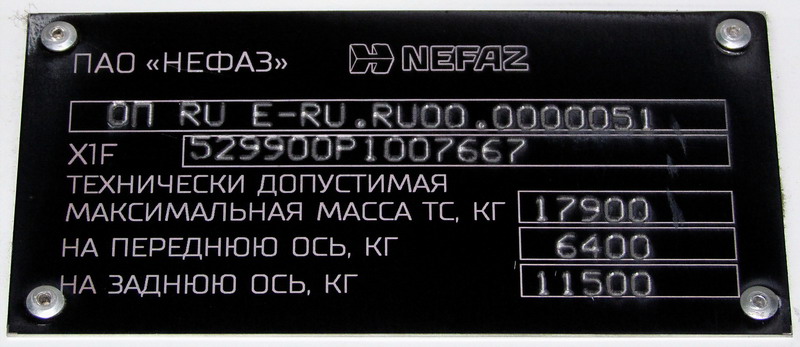 ПАО «НЕФАЗ» NEFAZ
ОП RU E-RU.RU00.0000051
X1F 529900P1007667
ТЕХНИЧЕСКИ ДОПУСТИМАЯ
МАКСИМАЛЬНАЯ МАССА ТС, КГ 17900
НА ПЕРЕДНЮЮ ОСЬ, КГ 6400
НА ЗАДНЮЮ ОСЬ, КГ 11500